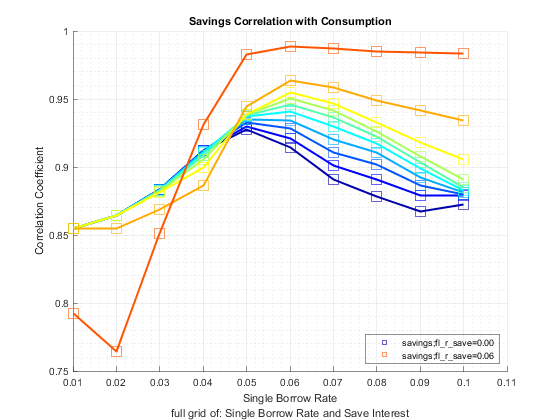 Savings Correlation with Consumption
1
0.95
0.9
0.85
0.8
0.75
Correlation Coefficient
savings;fl_r_save=0.00
savings;fl_r_save=0.06
0.01 0.02 0.03 0.04 0.05 0.06 0.07 0.08 0.09 0.1 0.11
Single Borrow Rate
full grid of: Single Borrow Rate and Save Interest